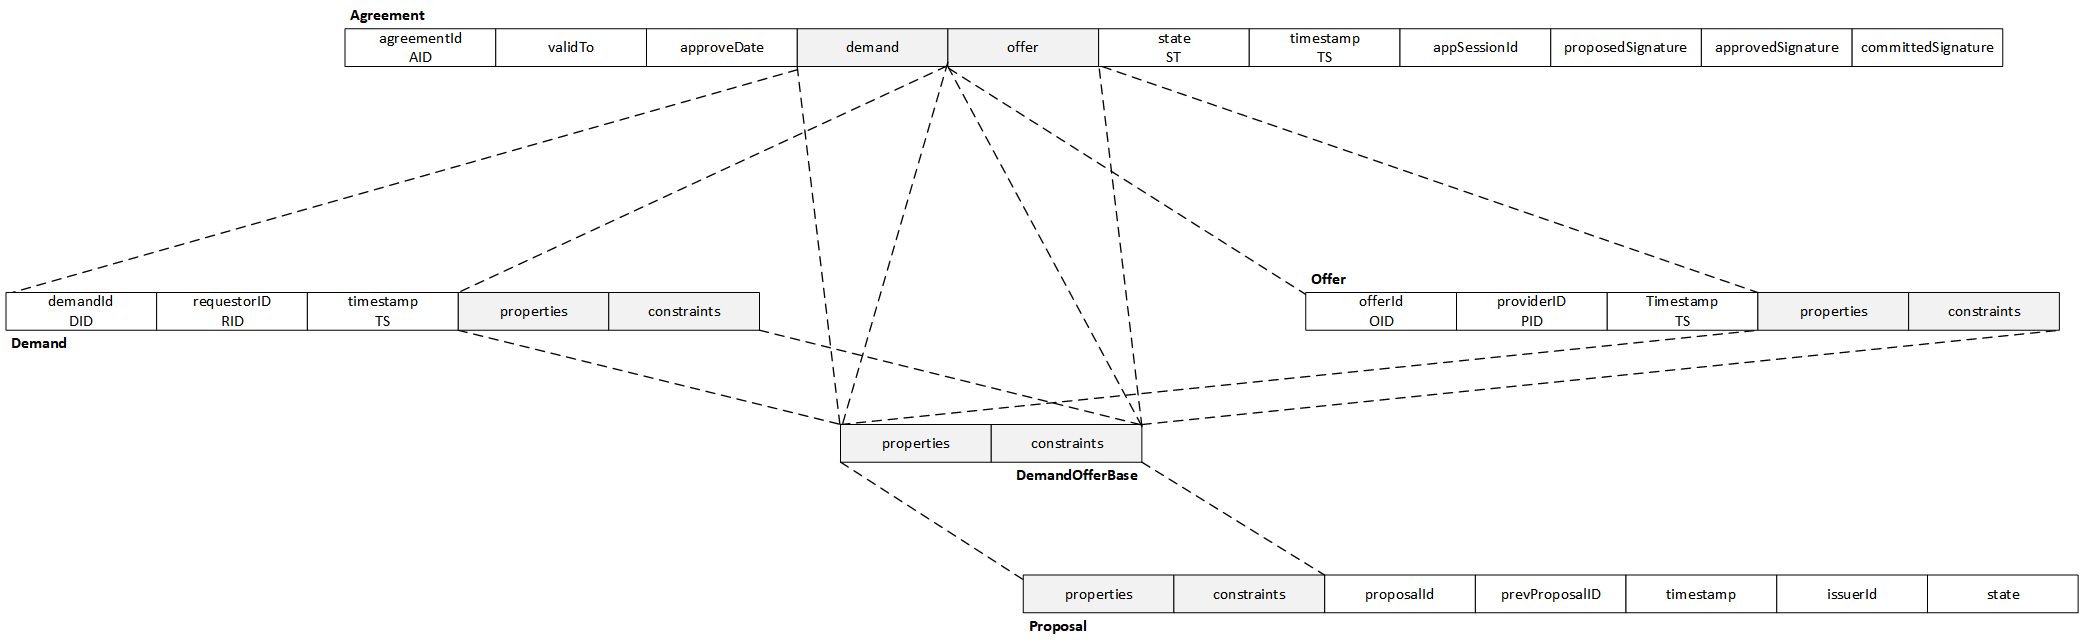 Agreement
agreementId
AID
validTo
approveDate
demand
offer
state
ST
timestamp
TS
appSessionId
proposedSignature
approvedSignature
committedSignature
demandId
DID
requestorID
RID
timestamp
TS
properties
constraints
Demand
Offer
offerId
OID
providerID
PID
Timestamp
TS
properties
constraints
properties
constraints
DemandOfferBase
properties
constraints
proposalId
prevProposalID
timestamp
issuerId
state
Proposal